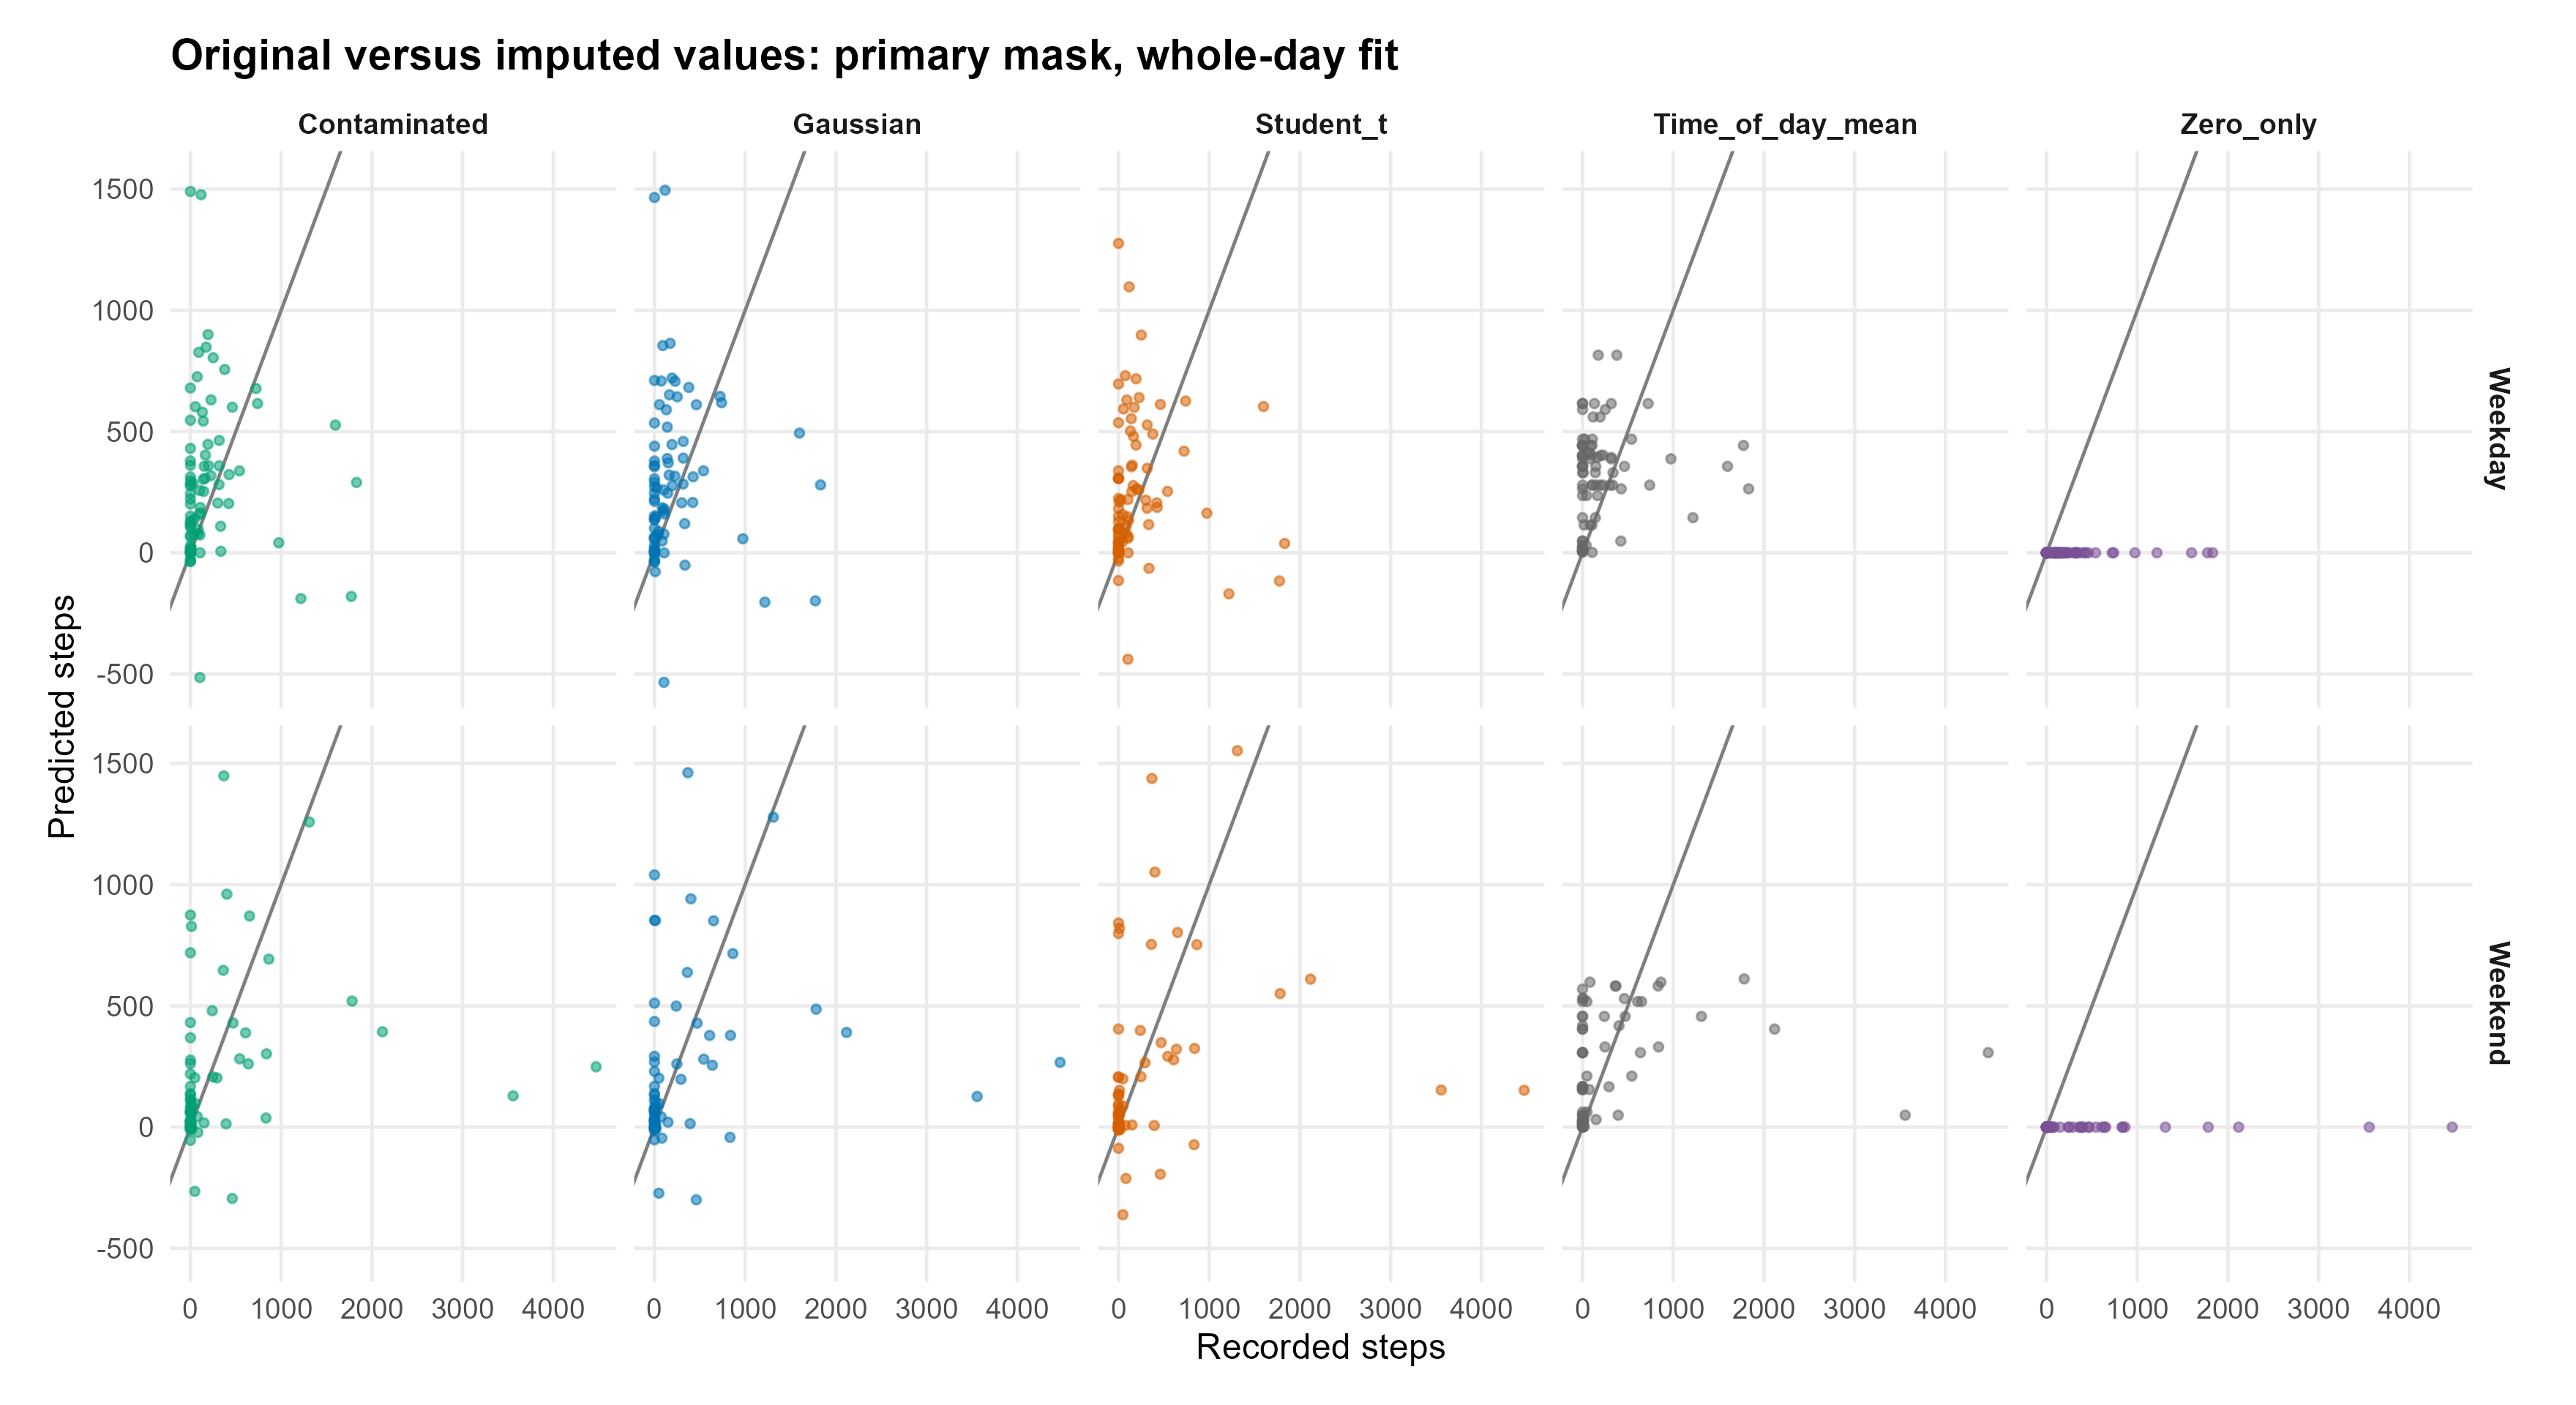 Original versus imputed values: primary mask, whole-day fit
Contaminated
Gaussian
Student_t
Time_of_day_mean
Zero_only
1500
1000
500
0
-500
Weekday
1500
1000
500
0
-500
Weekend
Predicted steps
0 1000 2000 3000 4000
0 1000 2000 3000 4000
0 1000 2000 3000 4000
0 1000 2000 3000 4000
0 1000 2000 3000 4000
Recorded steps